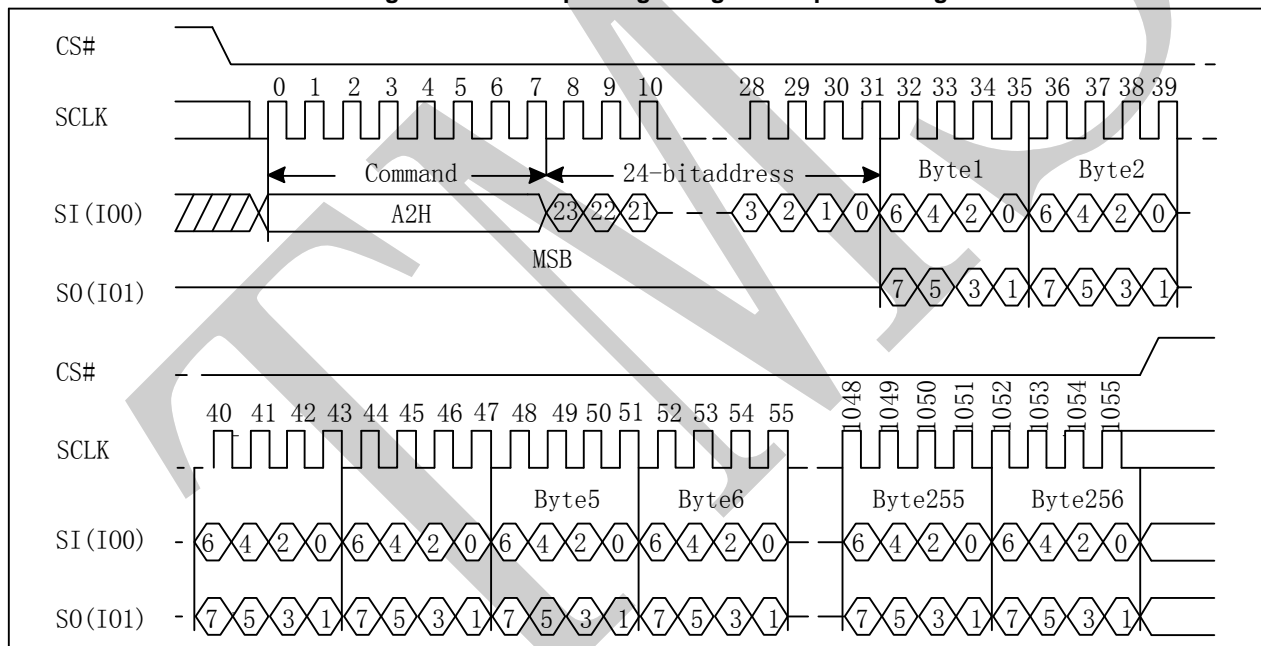 CS#
0 1 2 3 4 5 6 7 8 9 10 28 29 30 31 32 33 34 35 36 37 38 39
SCLK
Command 24-bitaddress Byte1 Byte2
SI(IO0) A2H 23 22 21 3 2 1 0 6 4 2 0 6 4 2 0
MSB
SO(IO1) 7 5 3 1 7 5 3 1
CS#
40 41 42 43 44 45 46 47 48 49 50 51 52 53 54 55 1048 1049 1050 1051 1052 1053 1054 1055
SCLK
Byte5 Byte6 Byte255 Byte256
SI(IO0) 6 4 2 0 6 4 2 0 6 4 2 0 6 4 2 0 6 4 2 0 6 4 2 0
SO(IO1) 7 5 3 1 7 5 3 1 7 5 3 1 7 5 3 1 7 5 3 1 7 5 3 1